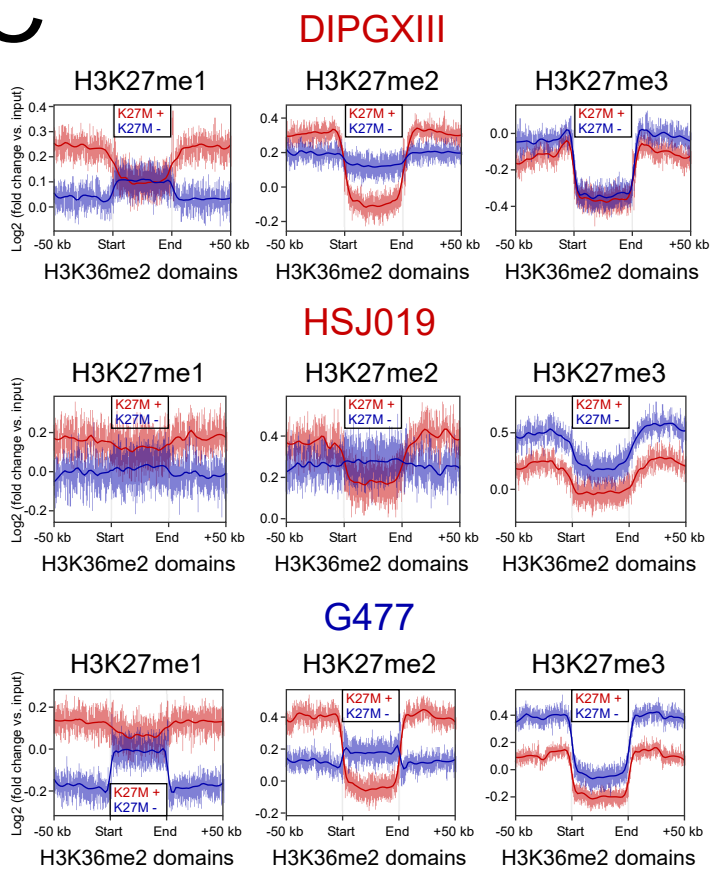 C
DIPGXIII
H3K27me1 H3K27me2 H3K27me3
Log2 (fold change vs. input)
0.4
0.3
0.2
0.1
0.0
K27M +
K27M -
-50 kb Start End +50 kb
H3K36me2 domains
0.4
0.2
0.0
-0.2
K27M +
K27M -
-50 kb Start End +50 kb
H3K36me2 domains
0.0
-0.2
-0.4
K27M +
K27M -
-50 kb Start End +50 kb
H3K36me2 domains
HSJ019
H3K27me1 H3K27me2 H3K27me3
Log2 (fold change vs. input)
0.2
0.0
-0.2
K27M +
K27M -
-50 kb Start End +50 kb
H3K36me2 domains
0.4
0.2
0.0
K27M +
K27M -
-50 kb Start End +50 kb
H3K36me2 domains
0.5
0.0
K27M +
K27M -
-50 kb Start End +50 kb
H3K36me2 domains
G477
H3K27me1 H3K27me2 H3K27me3
Log2 (fold change vs. input)
0.2
0.0
-0.2
K27M +
K27M -
-50 kb Start End +50 kb
H3K36me2 domains
0.4
0.2
0.0
-0.2
K27M +
K27M -
-50 kb Start End +50 kb
H3K36me2 domains
0.4
0.2
0.0
-0.2
K27M +
K27M -
-50 kb Start End +50 kb
H3K36me2 domains